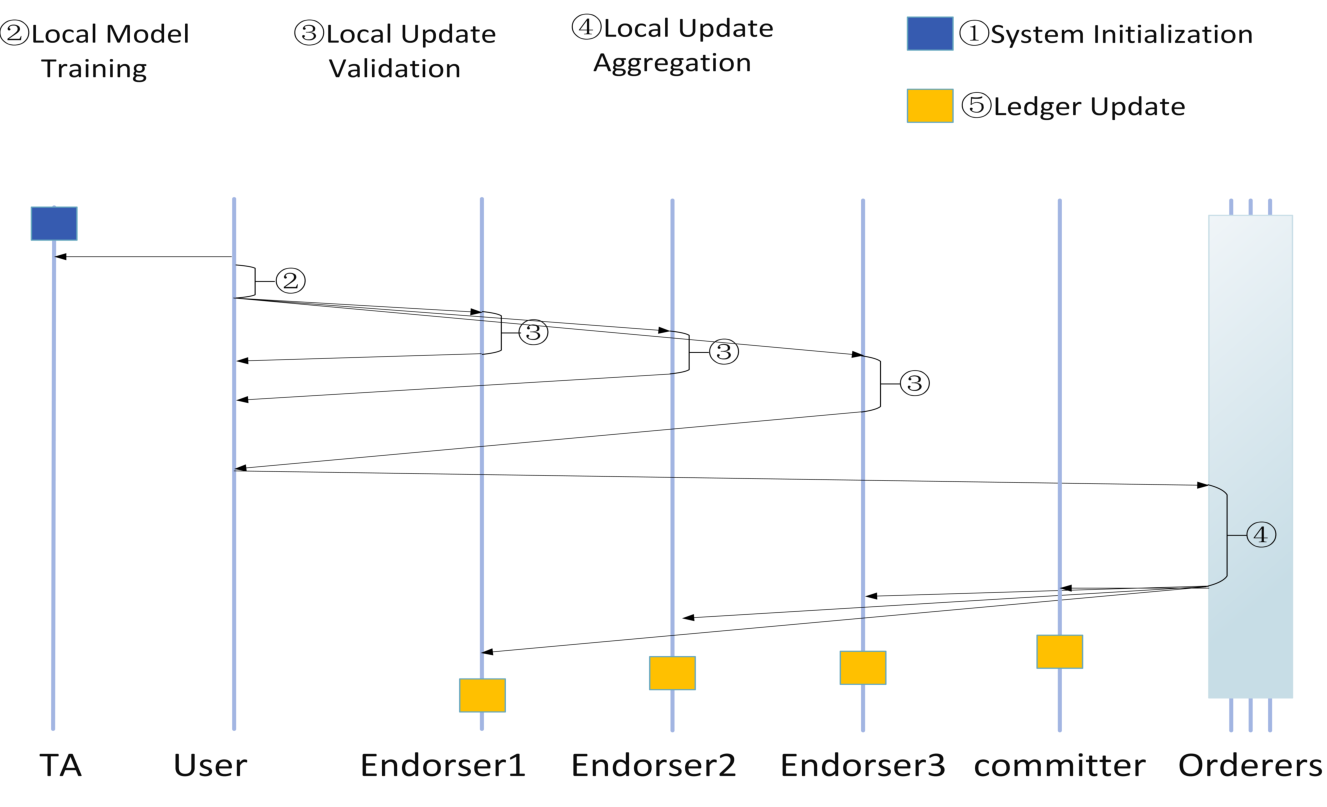 ②Local Model
Training
③Local Update
Validation
④Local Update
Aggregation
①System Initialization
⑤Ledger Update
②
③
③
③
④
TA
User
Endorser1
Endorser2
Endorser3
committer
Orderers